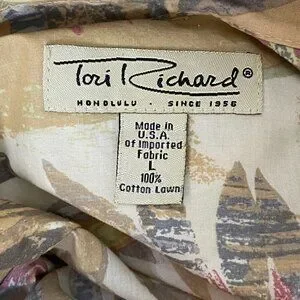 Tori Richard®
HONOLULU · SINCE 1956
Made in
U.S.A.
of Imported
Fabric
L
100%
Cotton Lawn